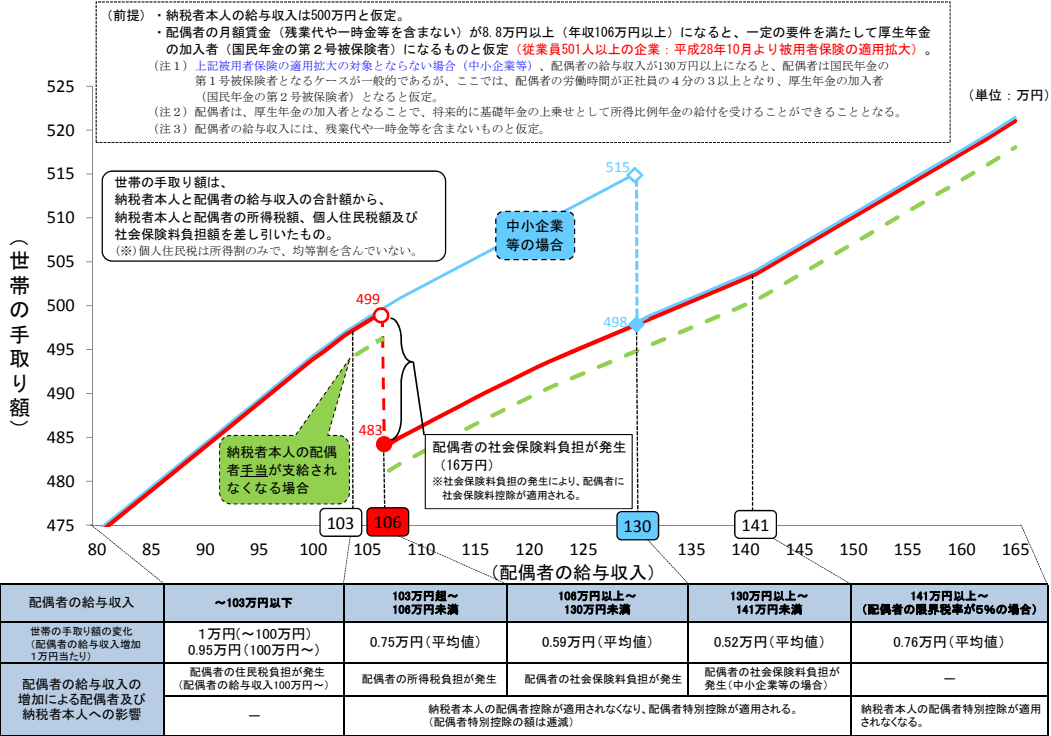 (前提)・納税者本人の給与収入は500万円と仮定。
・配偶者の月額賃金(残業代や一時金等を含まない)が8.8万円以上(年収106万円以上)になると、一定の要件を満たして厚生年金
の加入者(国民年金の第2号被保険者)になるものと仮定(従業員501人以上の企業:平成28年10月より被用者保険の適用拡大)。
(注1)上記被用者保険の適用拡大の対象とならない場合(中小企業等)、配偶者の給与収入が130万円以上になると、配偶者は国民年金の
第1号被保険者となるケースが一般的であるが、ここでは、配偶者の労働時間が正社員の4分の3以上となり、厚生年金の加入者
(国民年金の第2号被保険者)となると仮定。
(注2)配偶者は、厚生年金の加入者となることで、将来的に基礎年金の上乗せとして所得比例年金の給付を受けることができることとなる。
(注3)配偶者の給与収入には、残業代や一時金等を含まないものと仮定。
(単位:万円)
世帯の手取り額は、
納税者本人と配偶者の給与収入の合計額から、
納税者本人と配偶者の所得税額、個人住民税額及び
社会保険料負担額を差し引いたもの。
(※)個人住民税は所得割のみで、均等割を含んでいない。
(世帯の手取り額)
525
520
515
510
505
500
495
490
485
480
475
515
中小企業
等の場合
499
498
483
納税者本人の配偶
者手当が支給され
なくなる場合
配偶者の社会保険料負担が発生
(16万円)
※社会保険料負担の発生により、配偶者に
社会保険料控除が適用される。
103
106
130
141
80 85 90 95 100 105 110 115 120 125 130 135 140 145 150 155 160 165
(配偶者の給与収入)
配偶者の給与収入
~103万円以下
103万円超~
106万円未満
106万円以上~
130万円未満
130万円以上~
141万円未満
141万円以上~
(配偶者の限界税率が5%の場合)
世帯の手取り額の変化
(配偶者の給与収入増加
1万円当たり)
1万円(~100万円)
0.95万円(100万円~)
0.75万円(平均値)
0.59万円(平均値)
0.52万円(平均値)
0.76万円(平均値)
配偶者の給与収入の
増加による配偶者及び
納税者本人への影響
配偶者の住民税負担が発生
(配偶者の給与収入100万円~)
配偶者の所得税負担が発生
配偶者の社会保険料負担が発生
配偶者の社会保険料負担が
発生(中小企業等の場合)
―
―
納税者本人の配偶者控除が適用されなくなり、配偶者特別控除が適用される。
(配偶者特別控除の額は逓減)
納税者本人の配偶者特別控除が適用
されなくなる。